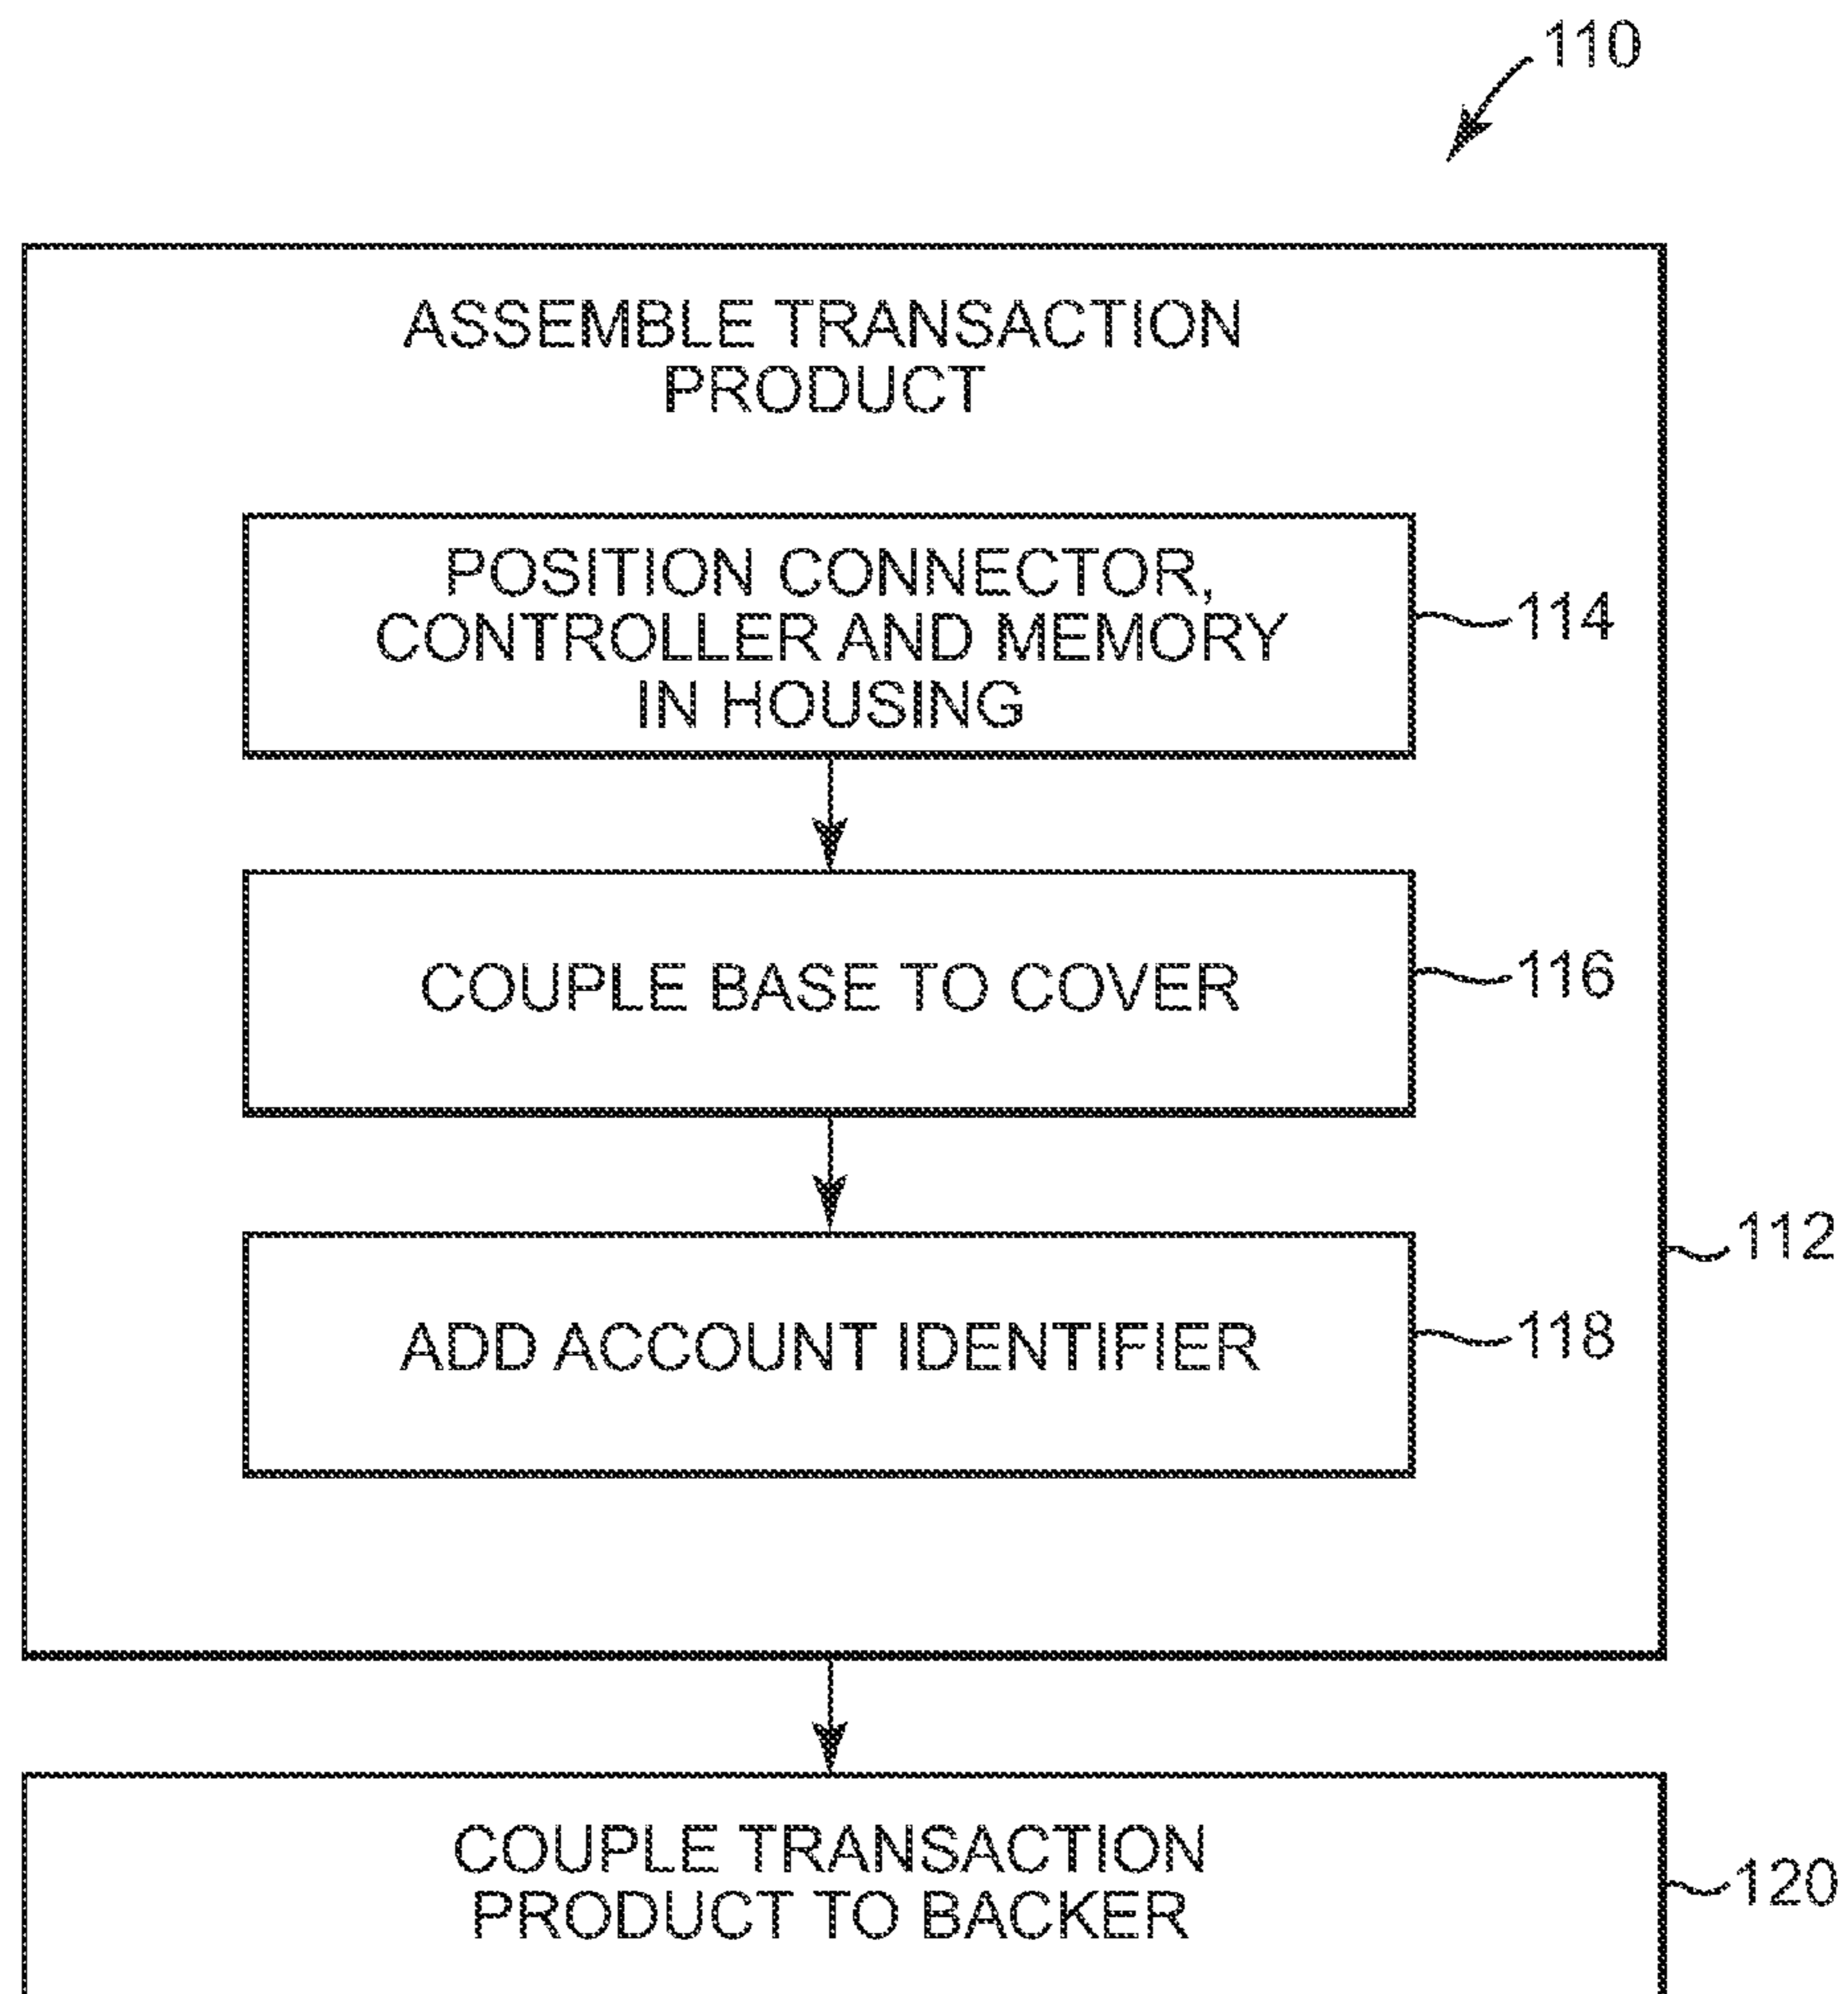 110
ASSEMBLE TRANSACTION
PRODUCT
POSITION CONNECTOR,
CONTROLLER AND MEMORY
IN HOUSING
114
COUPLE BASE TO COVER
116
112
ADD ACCOUNT IDENTIFIER
118
COUPLE TRANSACTION
PRODUCT TO BACKER
120